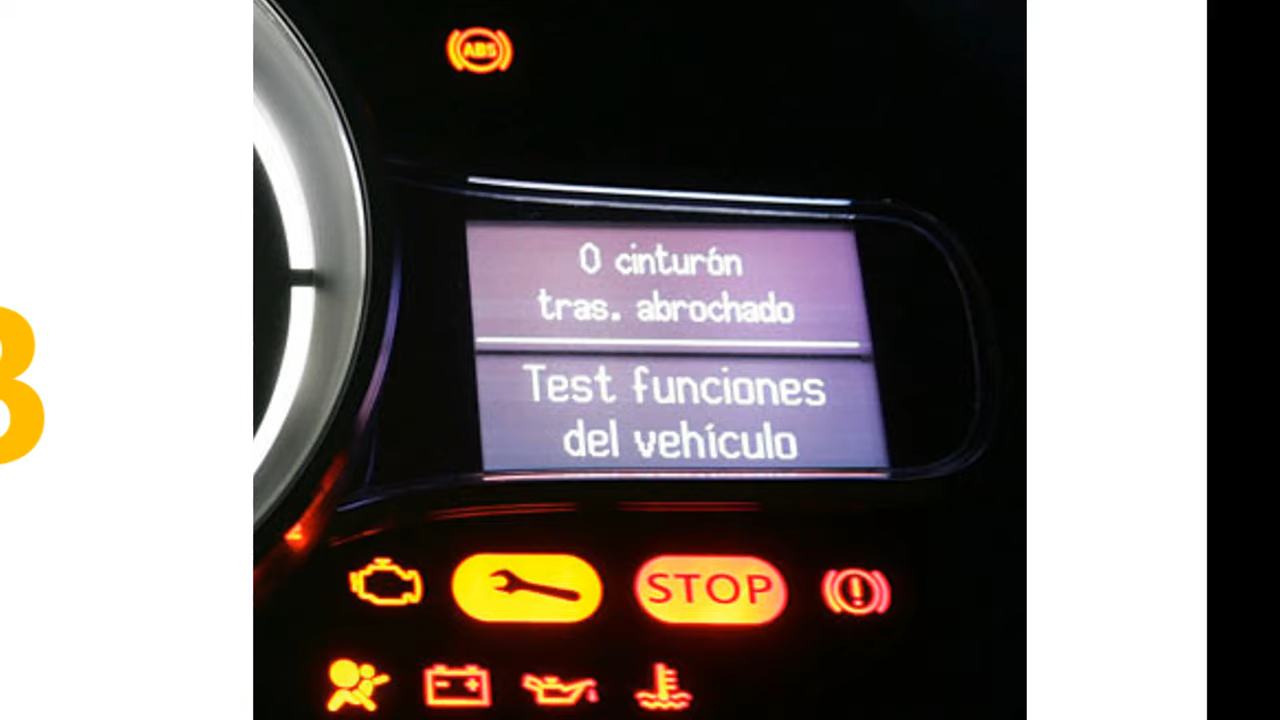 ABS
0 cinturón
tras. abrochado
Test funciones
del vehículo
STOP